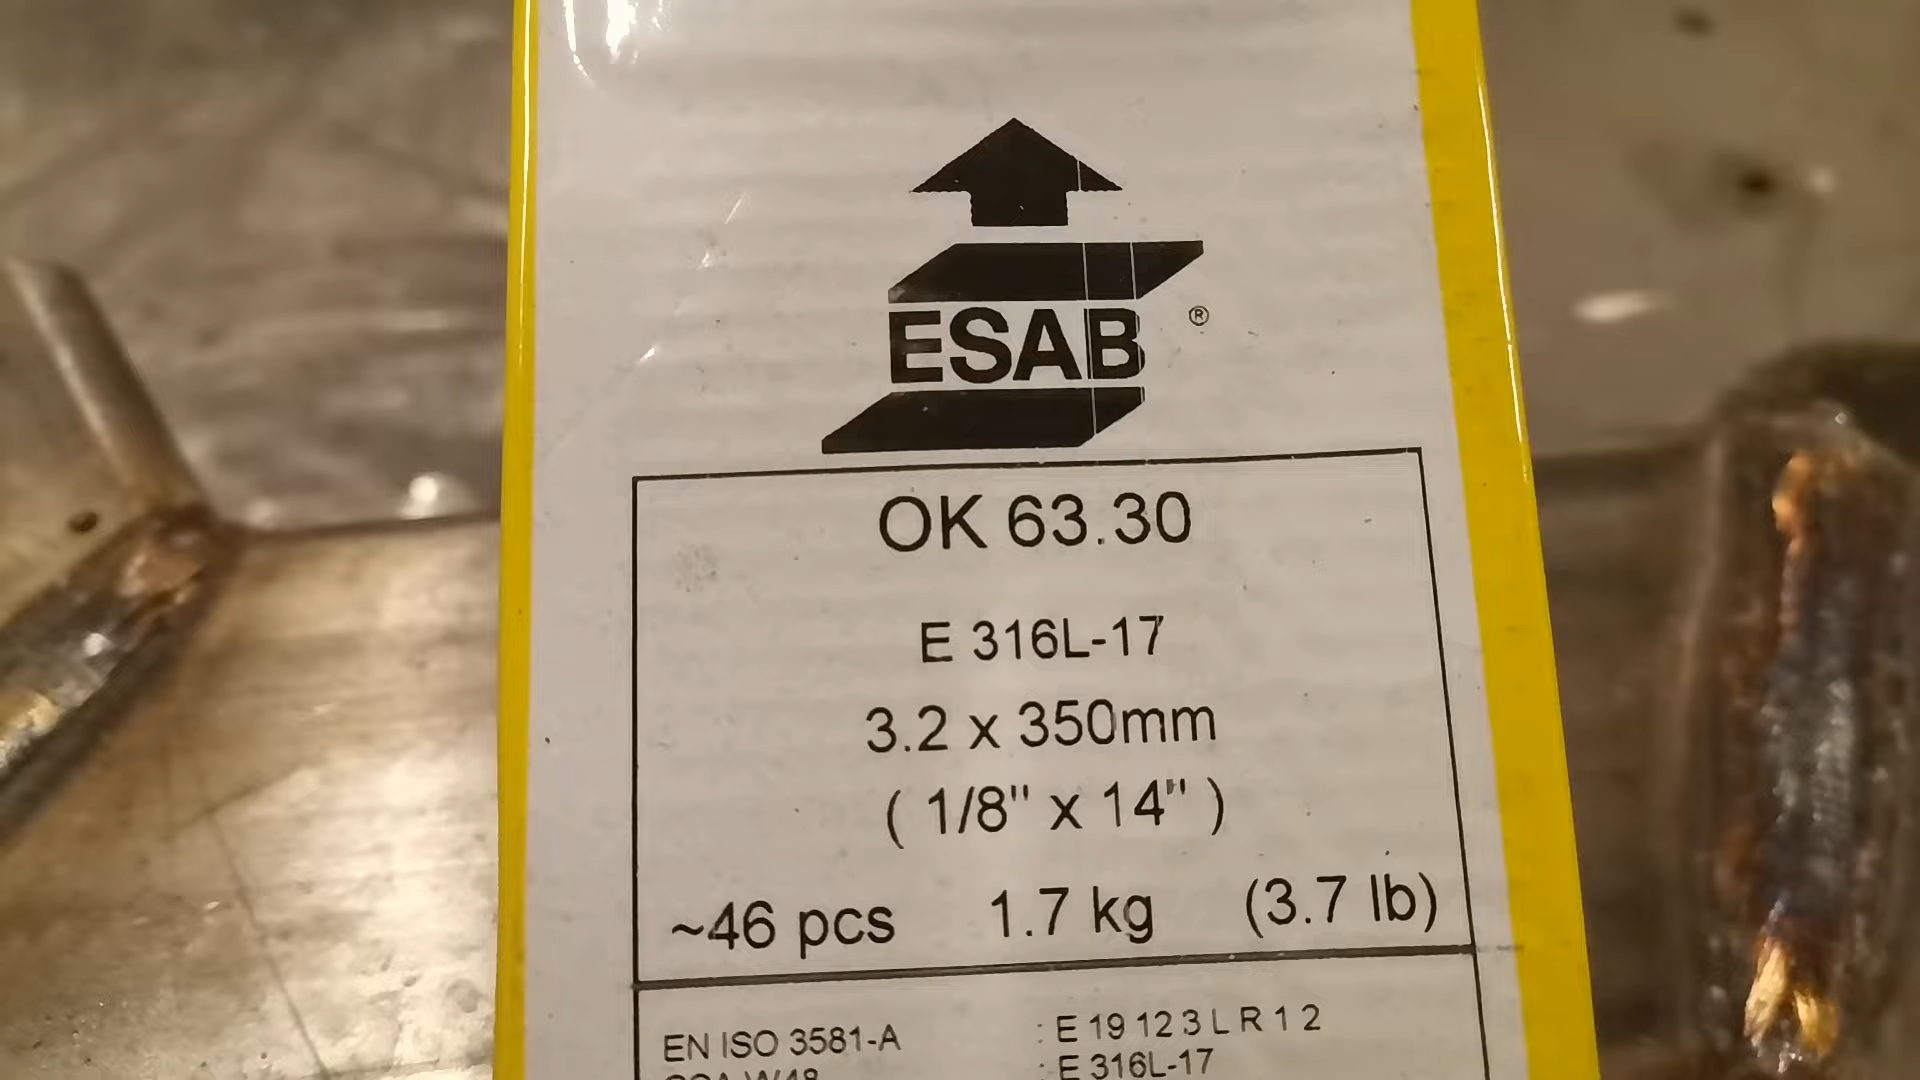 ESAB ®
OK 63.30
E 316L-17
3.2 x 350mm
( 1/8" x 14" )
~46 pcs 1.7 kg (3.7 lb)
EN ISO 3581-A : E 19 12 3 L R 1 2
: E 316L-17